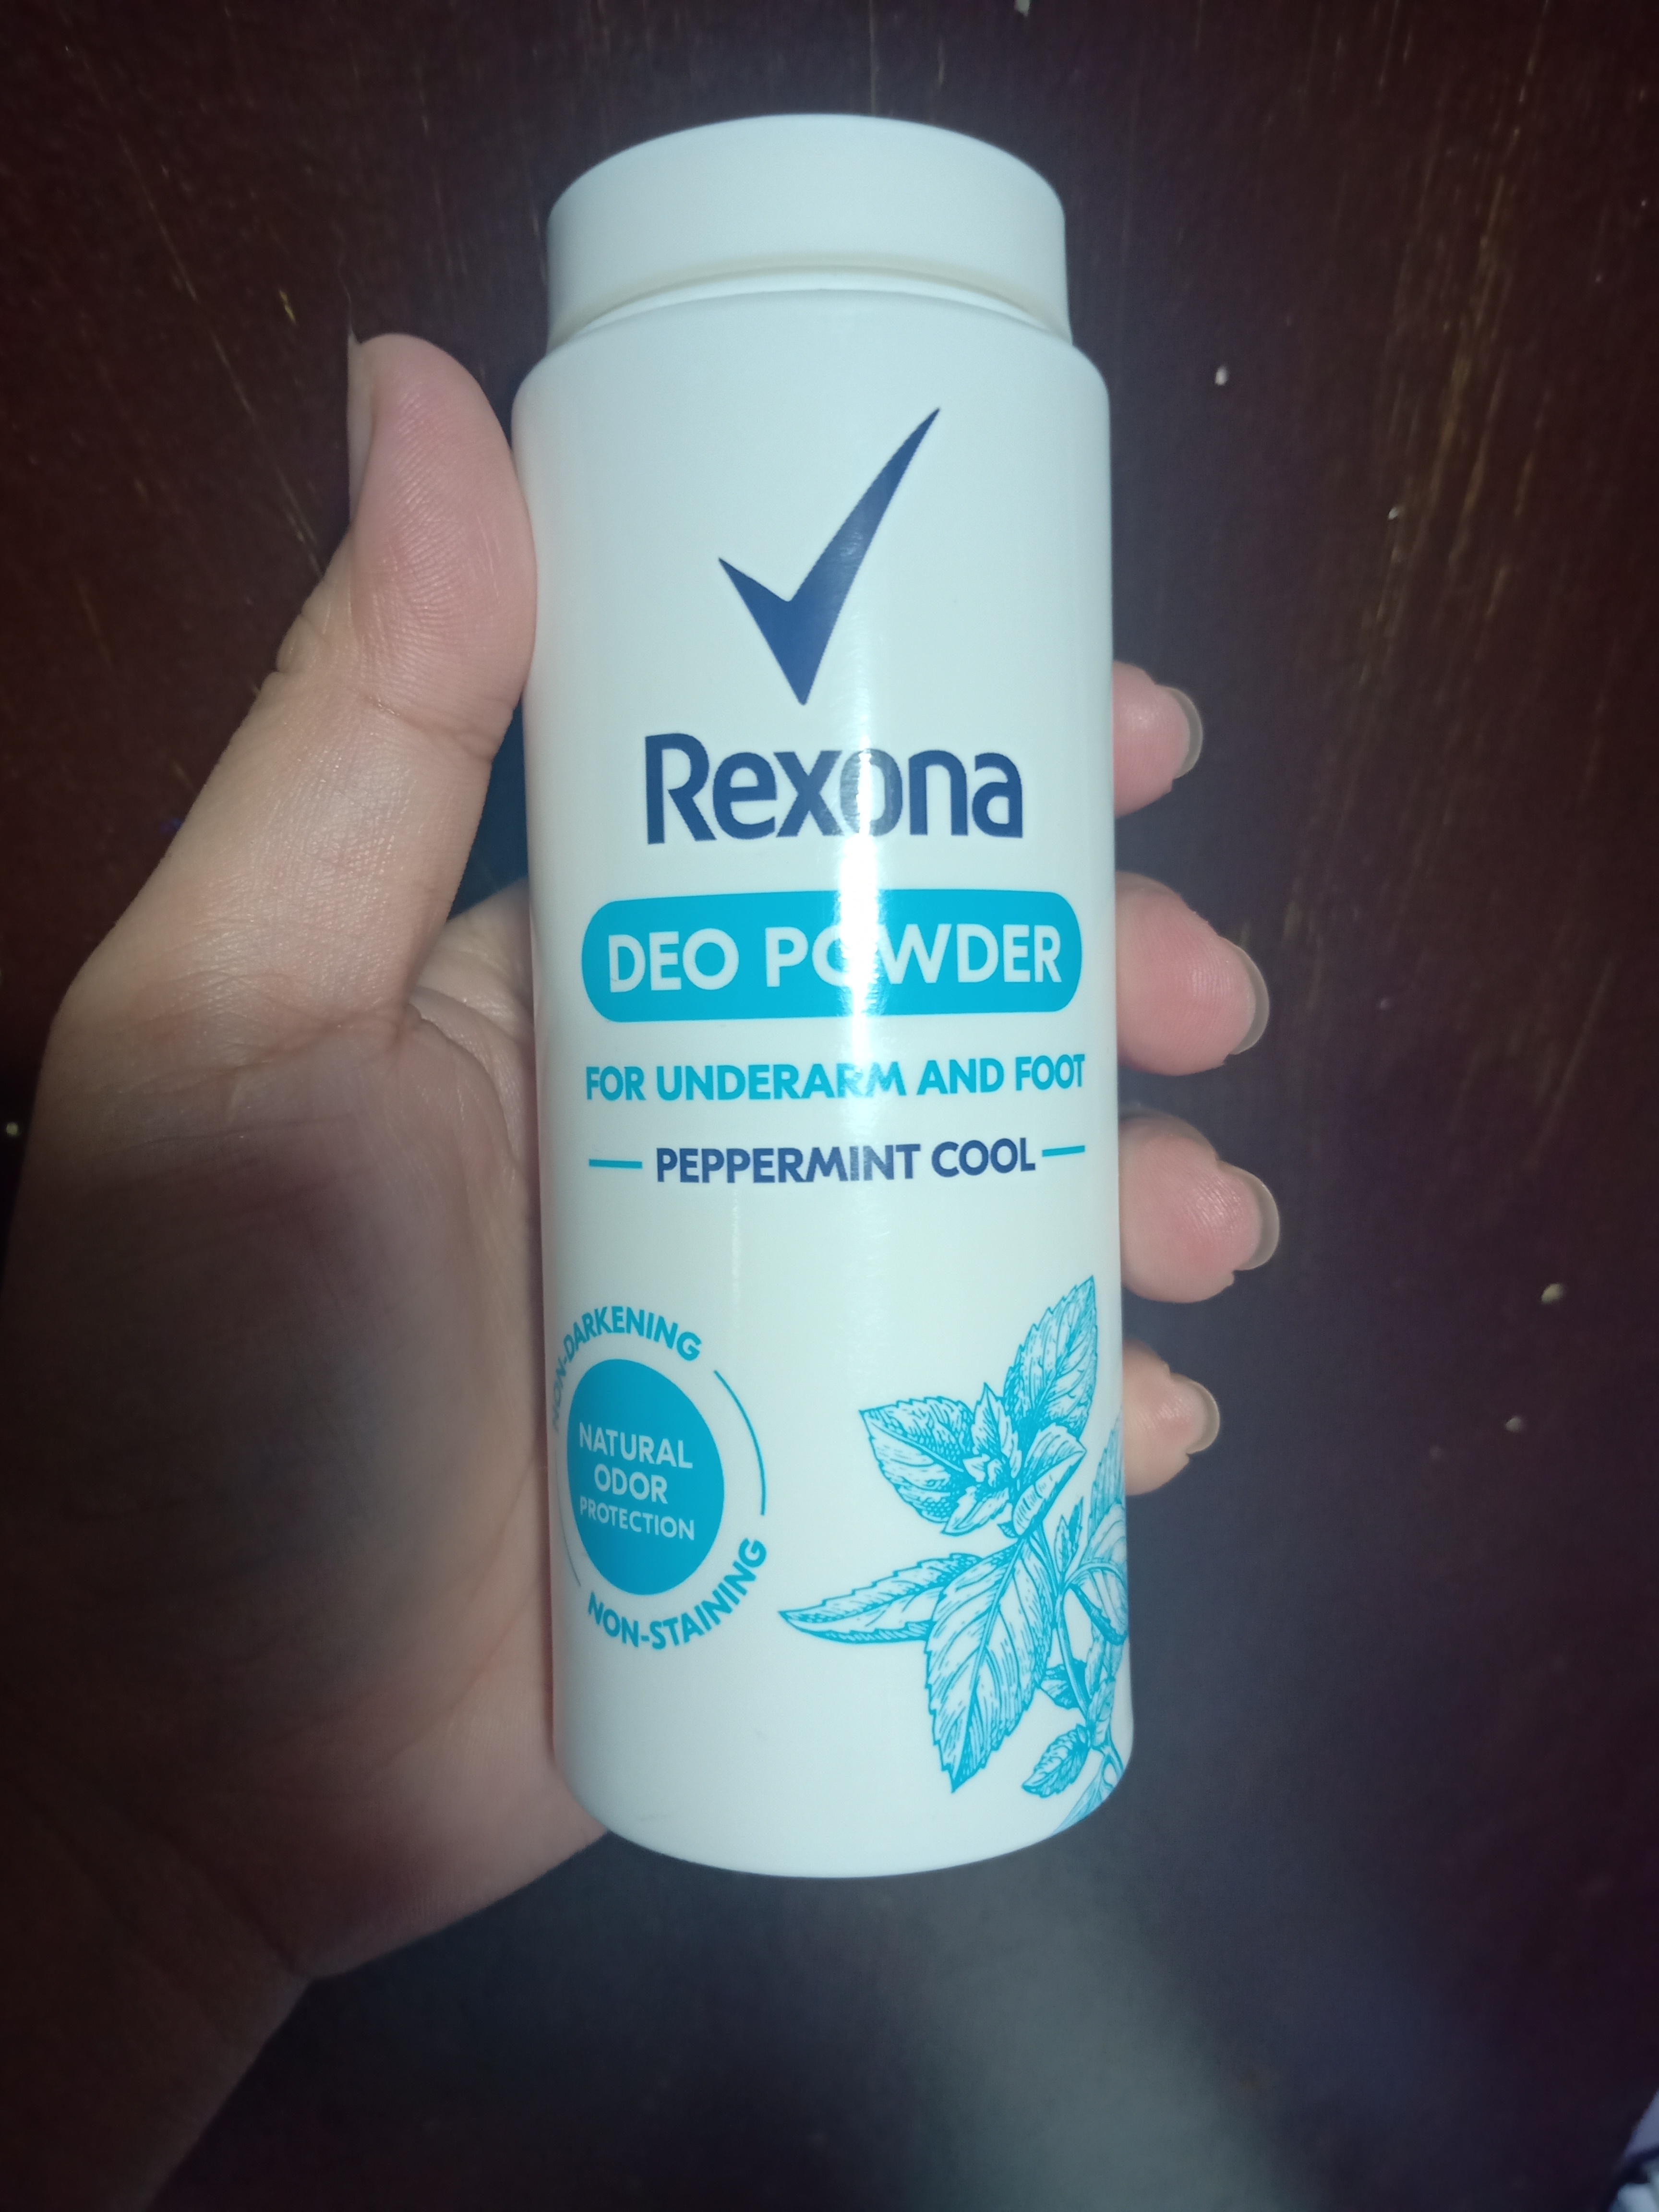 Rexona
DEO POWDER
FOR UNDERARM AND FOOT
PEPPERMINT COOL
NON-DARKENING
NATURAL
ODOR
PROTECTION
NON-STAINING